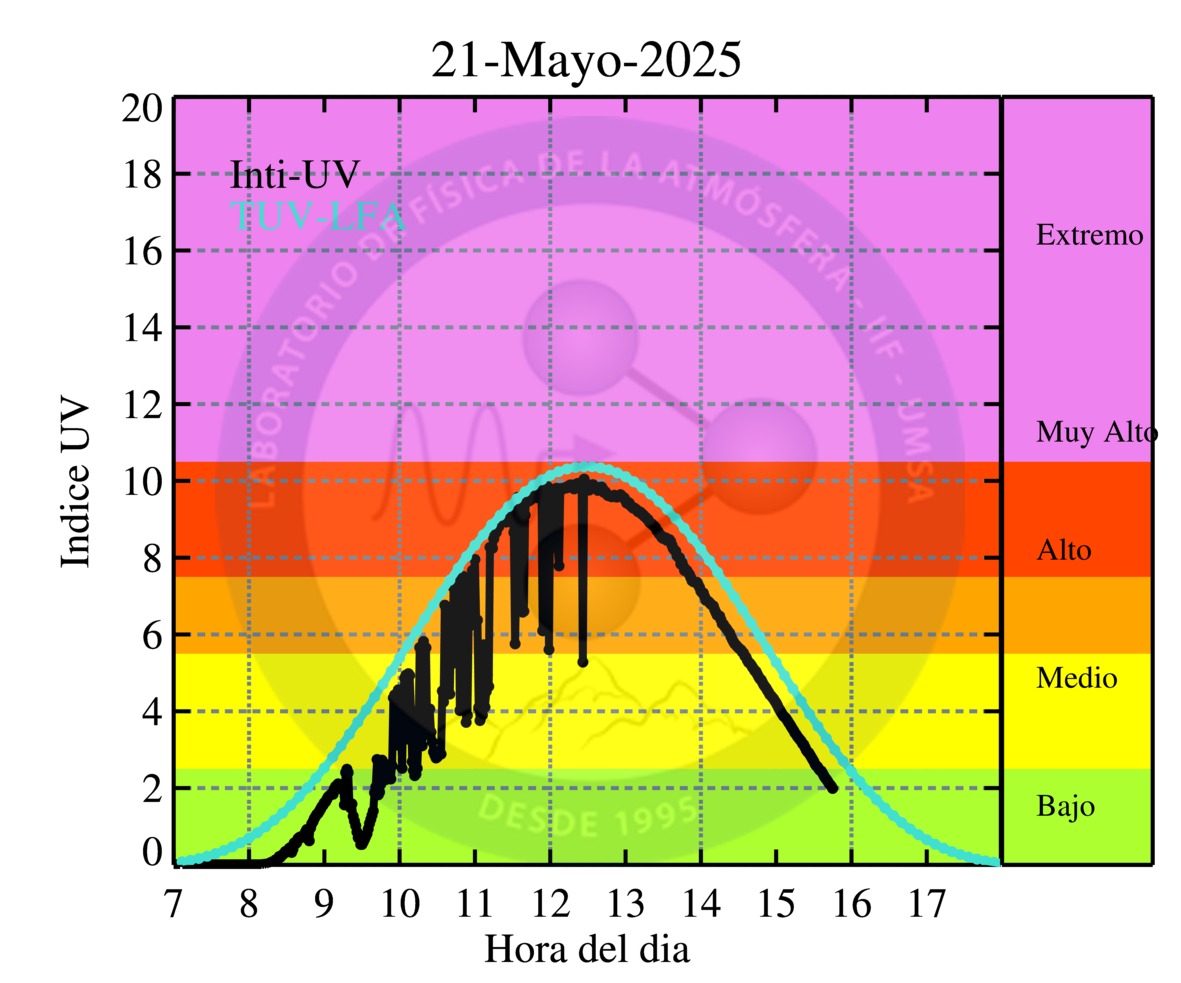 21-Mayo-2025
20
18
16
14
12
10
8
6
4
2
0
Indice UV
Inti-UV
TUV-LFA
LABORATORIO DE FÍSICA DE LA ATMÓSFERA - IIF - UMSA
DESDE 1995
Extremo
Muy Alto
Alto
Medio
Bajo
7 8 9 10 11 12 13 14 15 16 17
Hora del dia